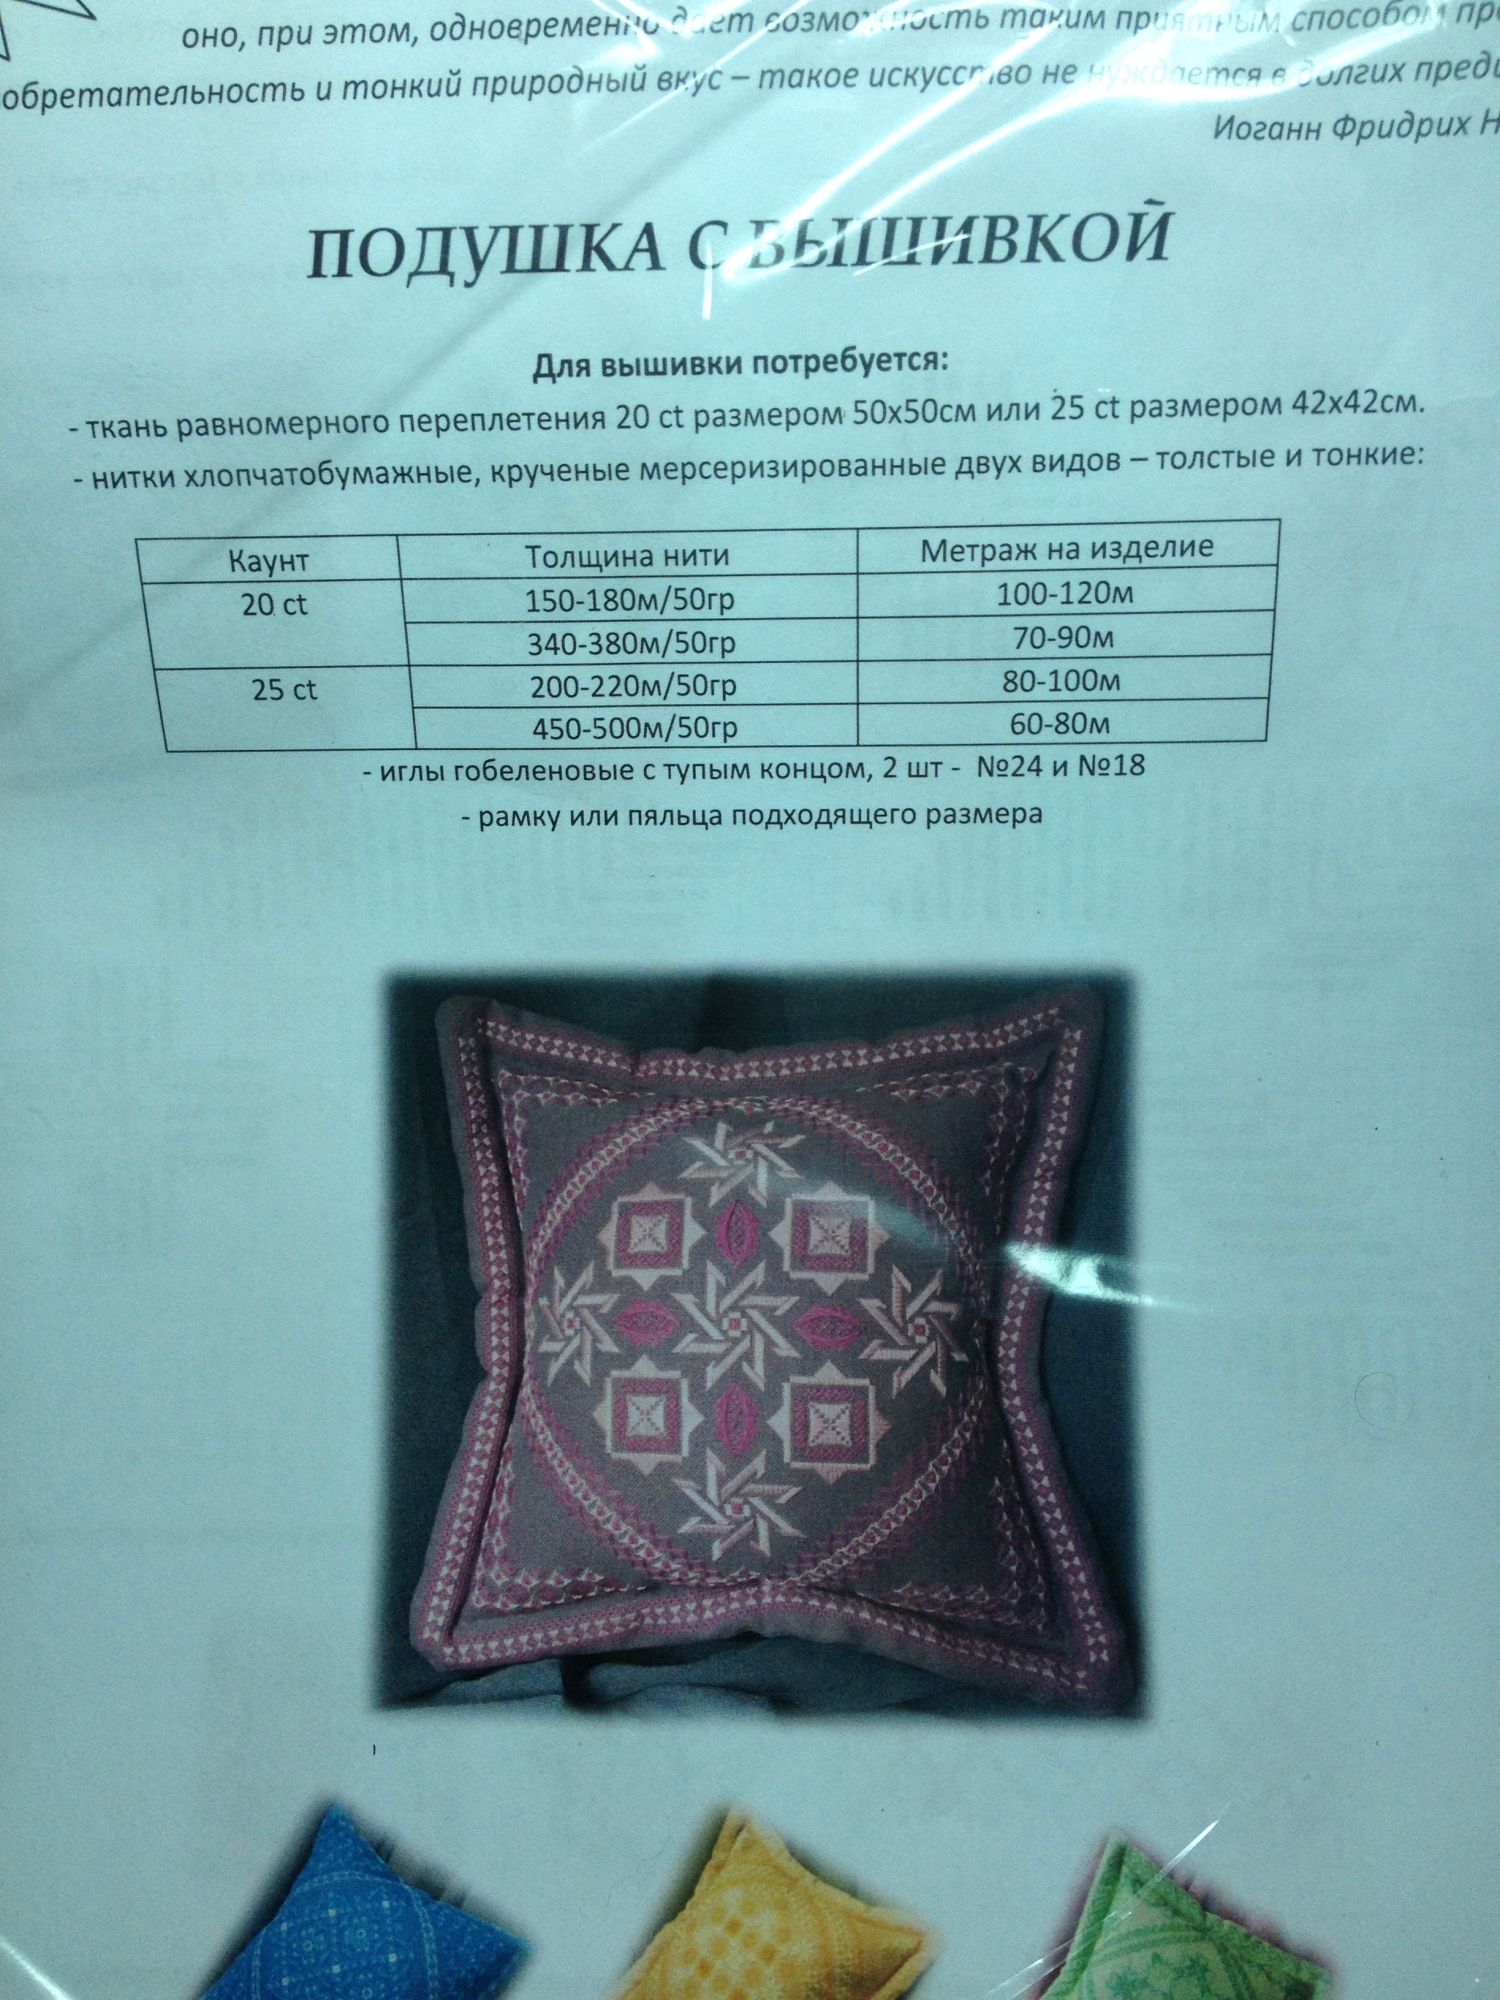 оно, при этом, одновременно дает возможность таким приятным способом
обретательность и тонкий природный вкус – такое искусство не нуждается в долгих
Иоганн Фридрих
ПОДУШКА С ВЫШИВКОЙ
Для вышивки потребуется:
- ткань равномерного переплетения 20 ct размером 50х50см или 25 ct размером 42х42см.
- нитки хлопчатобумажные, крученые мерсеризированные двух видов – толстые и тонкие:
Каунт Толщина нити Метраж на изделие
20 ct 150-180м/50гр 100-120м
340-380м/50гр 70-90м
25 ct 200-220м/50гр 80-100м
450-500м/50гр 60-80м
- иглы гобеленовые с тупым концом, 2 шт - №24 и №18
- рамку или пяльца подходящего размера